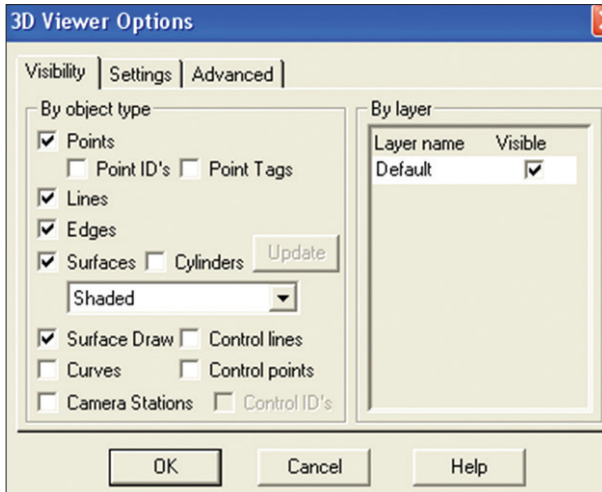 3D Viewer Options
Visibility Settings Advanced
By object type
Points
Point ID's Point Tags
Lines
Edges
Surfaces Cylinders Update
Shaded
Surface Draw Control lines
Curves Control points
Camera Stations Control ID's
By layer
Layer name Visible
Default
OK Cancel Help